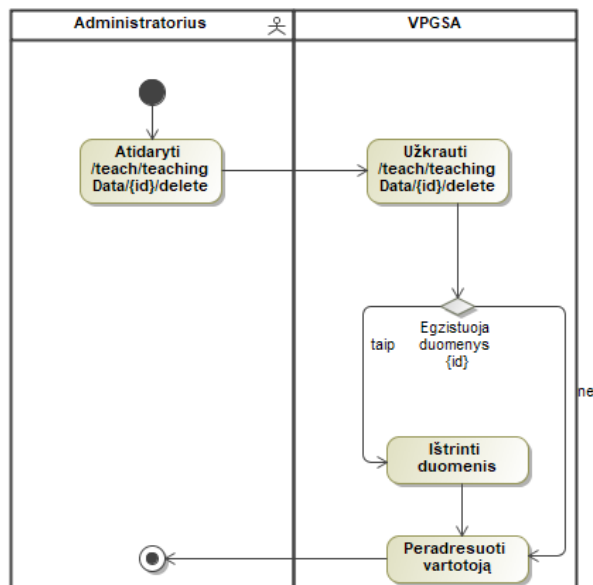 Administratorius
VPGSA
Atidaryti
/teach/teaching
Data/{id}/delete
Užkrauti
/teach/teaching
Data/{id}/delete
Egzistuoja
duomenys
{id}
taip
ne
Ištrinti
duomenis
Peradresuoti
vartotoją